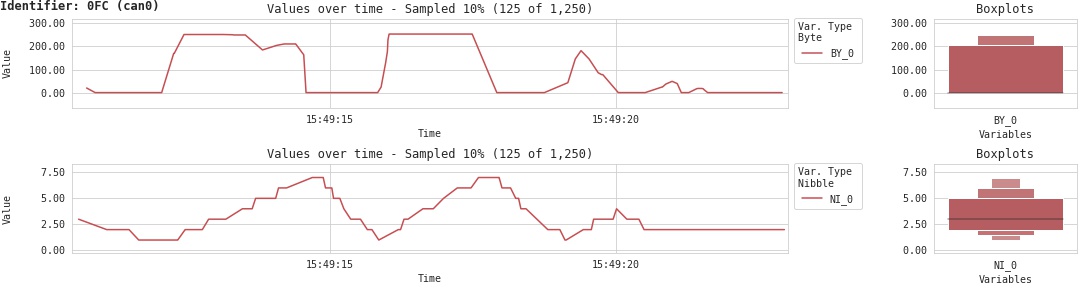 Identifier: 0FC (can0)
Values over time - Sampled 10% (125 of 1,250)
Boxplots
Value
300.00
200.00
100.00
0.00
15:49:15
15:49:20
Time
Var. Type
Byte
BY_0
300.00
200.00
100.00
0.00
BY_0
Variables
Values over time - Sampled 10% (125 of 1,250)
Boxplots
Value
7.50
5.00
2.50
0.00
15:49:15
15:49:20
Time
Var. Type
Nibble
NI_0
7.50
5.00
2.50
0.00
NI_0
Variables